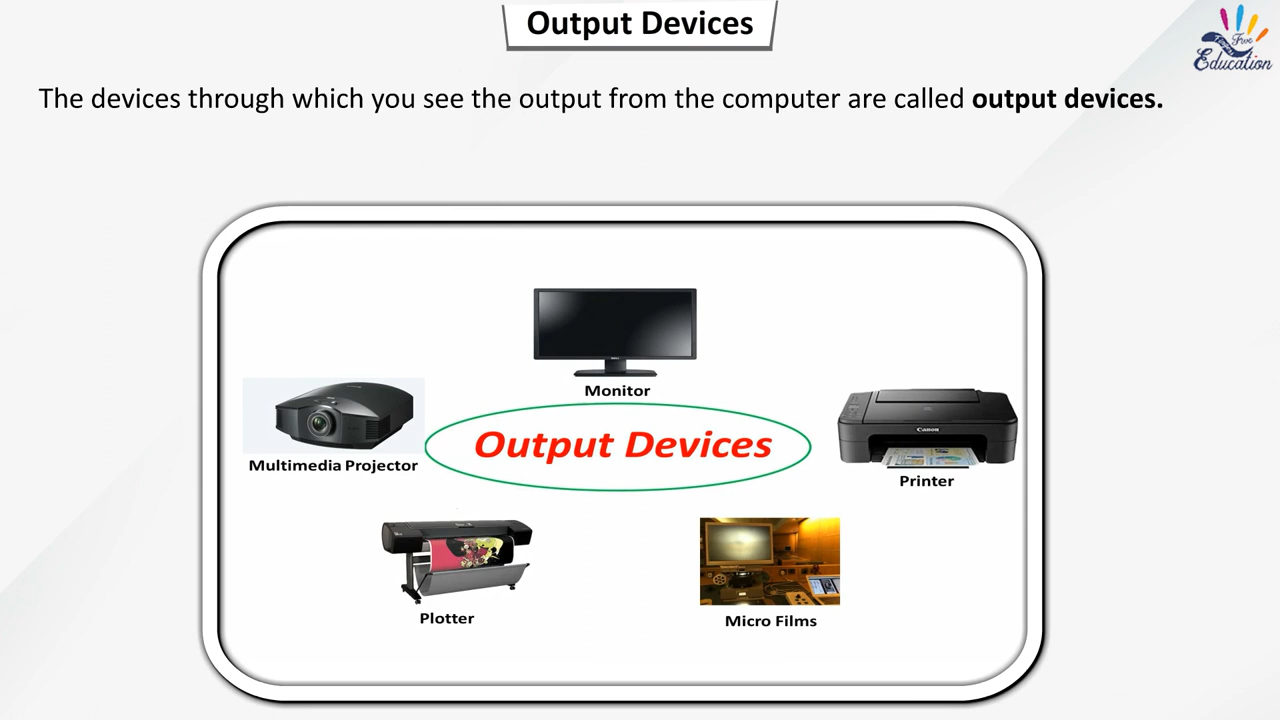 Output Devices
Education
The devices through which you see the output from the computer are called output devices.
Monitor
Output Devices
Multimedia Projector
Canon
Printer
Plotter
Micro Films